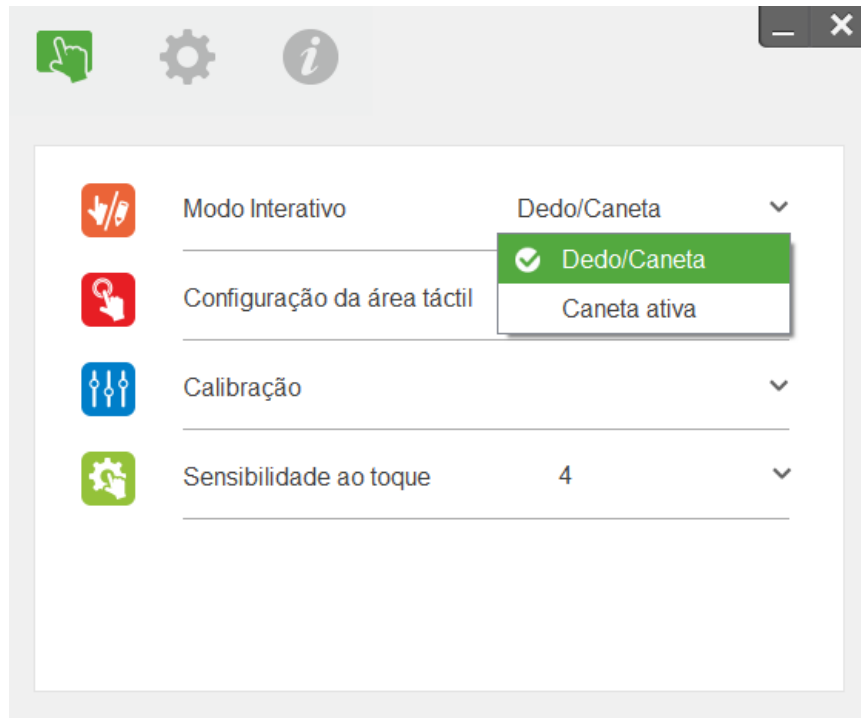 Modo Interativo
Dedo/Caneta
Dedo/Caneta
Caneta ativa
Configuração da área táctil
Calibração
Sensibilidade ao toque
4